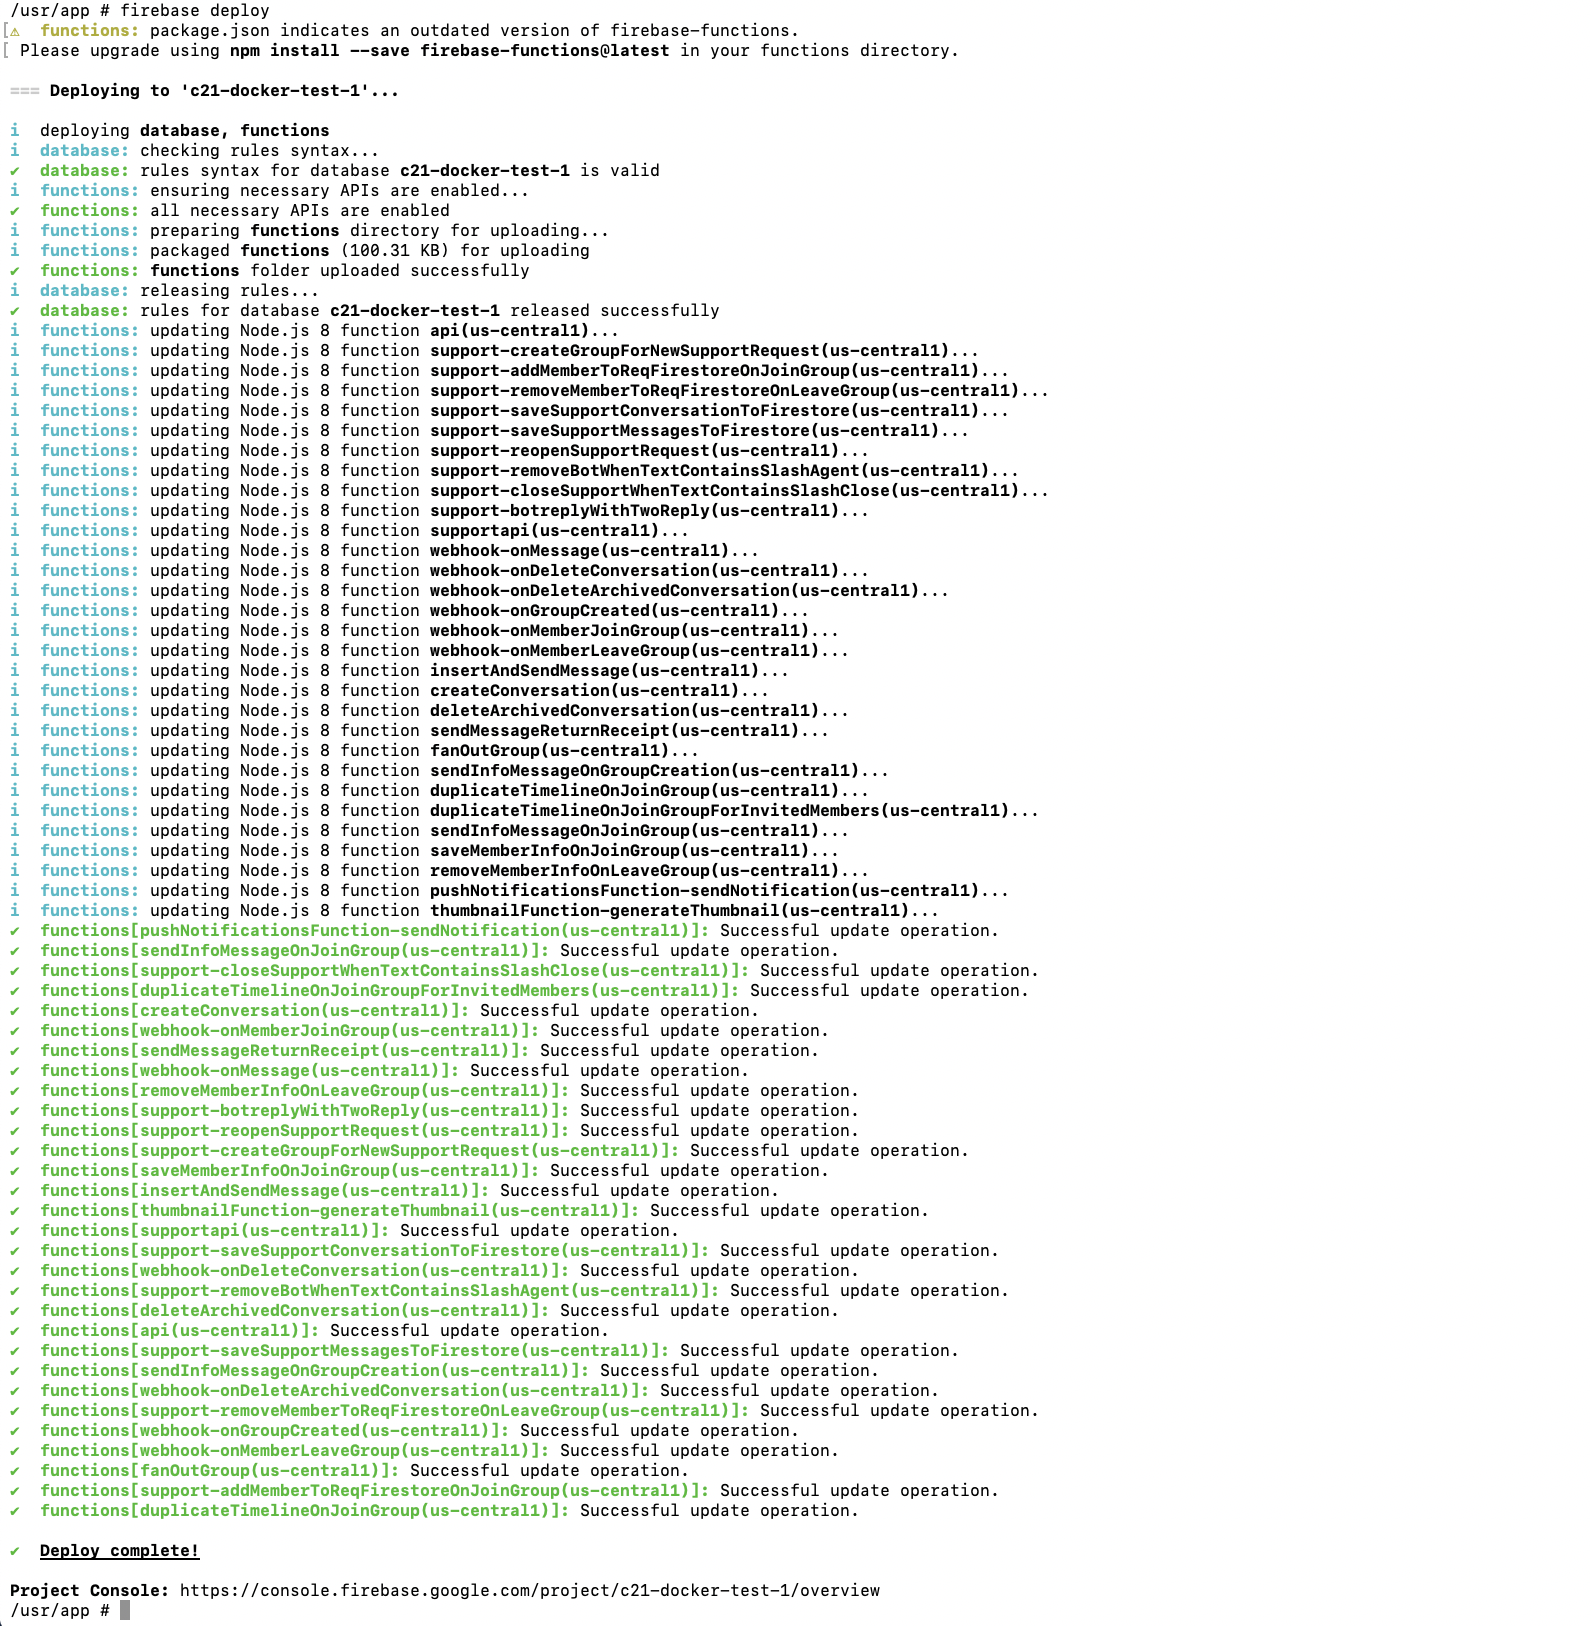 /usr/app # firebase deploy
[⚠  functions: package.json indicates an outdated version of firebase-functions.
[ Please upgrade using npm install --save firebase-functions@latest in your functions directory.
=== Deploying to 'c21-docker-test-1'...
i  deploying database, functions
i  database: checking rules syntax...
✔  database: rules syntax for database c21-docker-test-1 is valid
i  functions: ensuring necessary APIs are enabled...
✔  functions: all necessary APIs are enabled
i  functions: preparing functions directory for uploading...
i  functions: packaged functions (100.31 KB) for uploading
✔  functions: functions folder uploaded successfully
i  database: releasing rules...
✔  database: rules for database c21-docker-test-1 released successfully
i  functions: updating Node.js 8 function api(us-central1)...
i  functions: updating Node.js 8 function support-createGroupForNewSupportRequest(us-central1)...
i  functions: updating Node.js 8 function support-addMemberToReqFirestoreOnJoinGroup(us-central1)...
i  functions: updating Node.js 8 function support-removeMemberToReqFirestoreOnLeaveGroup(us-central1)...
i  functions: updating Node.js 8 function support-saveSupportConversationToFirestore(us-central1)...
i  functions: updating Node.js 8 function support-saveSupportMessagesToFirestore(us-central1)...
i  functions: updating Node.js 8 function support-reopenSupportRequest(us-central1)...
i  functions: updating Node.js 8 function support-removeBotWhenTextContainsSlashAgent(us-central1)...
i  functions: updating Node.js 8 function support-closeSupportWhenTextContainsSlashClose(us-central1)...
i  functions: updating Node.js 8 function support-botreplyWithTwoReply(us-central1)...
i  functions: updating Node.js 8 function supportapi(us-central1)...
i  functions: updating Node.js 8 function webhook-onMessage(us-central1)...
i  functions: updating Node.js 8 function webhook-onDeleteConversation(us-central1)...
i  functions: updating Node.js 8 function webhook-onDeleteArchivedConversation(us-central1)...
i  functions: updating Node.js 8 function webhook-onGroupCreated(us-central1)...
i  functions: updating Node.js 8 function webhook-onMemberJoinGroup(us-central1)...
i  functions: updating Node.js 8 function webhook-onMemberLeaveGroup(us-central1)...
i  functions: updating Node.js 8 function insertAndSendMessage(us-central1)...
i  functions: updating Node.js 8 function createConversation(us-central1)...
i  functions: updating Node.js 8 function deleteArchivedConversation(us-central1)...
i  functions: updating Node.js 8 function sendMessageReturnReceipt(us-central1)...
i  functions: updating Node.js 8 function fanOutGroup(us-central1)...
i  functions: updating Node.js 8 function sendInfoMessageOnGroupCreation(us-central1)...
i  functions: updating Node.js 8 function duplicateTimelineOnJoinGroup(us-central1)...
i  functions: updating Node.js 8 function duplicateTimelineOnJoinGroupForInvitedMembers(us-central1)...
i  functions: updating Node.js 8 function sendInfoMessageOnJoinGroup(us-central1)...
i  functions: updating Node.js 8 function saveMemberInfoOnJoinGroup(us-central1)...
i  functions: updating Node.js 8 function removeMemberInfoOnLeaveGroup(us-central1)...
i  functions: updating Node.js 8 function pushNotificationsFunction-sendNotification(us-central1)...
i  functions: updating Node.js 8 function thumbnailFunction-generateThumbnail(us-central1)...
✔  functions[pushNotificationsFunction-sendNotification(us-central1)]: Successful update operation.
✔  functions[sendInfoMessageOnJoinGroup(us-central1)]: Successful update operation.
✔  functions[support-closeSupportWhenTextContainsSlashClose(us-central1)]: Successful update operation.
✔  functions[duplicateTimelineOnJoinGroupForInvitedMembers(us-central1)]: Successful update operation.
✔  functions[createConversation(us-central1)]: Successful update operation.
✔  functions[webhook-onMemberJoinGroup(us-central1)]: Successful update operation.
✔  functions[sendMessageReturnReceipt(us-central1)]: Successful update operation.
✔  functions[webhook-onMessage(us-central1)]: Successful update operation.
✔  functions[removeMemberInfoOnLeaveGroup(us-central1)]: Successful update operation.
✔  functions[support-botreplyWithTwoReply(us-central1)]: Successful update operation.
✔  functions[support-reopenSupportRequest(us-central1)]: Successful update operation.
✔  functions[support-createGroupForNewSupportRequest(us-central1)]: Successful update operation.
✔  functions[saveMemberInfoOnJoinGroup(us-central1)]: Successful update operation.
✔  functions[insertAndSendMessage(us-central1)]: Successful update operation.
✔  functions[thumbnailFunction-generateThumbnail(us-central1)]: Successful update operation.
✔  functions[supportapi(us-central1)]: Successful update operation.
✔  functions[support-saveSupportConversationToFirestore(us-central1)]: Successful update operation.
✔  functions[webhook-onDeleteConversation(us-central1)]: Successful update operation.
✔  functions[support-removeBotWhenTextContainsSlashAgent(us-central1)]: Successful update operation.
✔  functions[deleteArchivedConversation(us-central1)]: Successful update operation.
✔  functions[api(us-central1)]: Successful update operation.
✔  functions[support-saveSupportMessagesToFirestore(us-central1)]: Successful update operation.
✔  functions[sendInfoMessageOnGroupCreation(us-central1)]: Successful update operation.
✔  functions[webhook-onDeleteArchivedConversation(us-central1)]: Successful update operation.
✔  functions[support-removeMemberToReqFirestoreOnLeaveGroup(us-central1)]: Successful update operation.
✔  functions[webhook-onGroupCreated(us-central1)]: Successful update operation.
✔  functions[webhook-onMemberLeaveGroup(us-central1)]: Successful update operation.
✔  functions[fanOutGroup(us-central1)]: Successful update operation.
✔  functions[support-addMemberToReqFirestoreOnJoinGroup(us-central1)]: Successful update operation.
✔  functions[duplicateTimelineOnJoinGroup(us-central1)]: Successful update operation.
✔  Deploy complete!
Project Console: https://console.firebase.google.com/project/c21-docker-test-1/overview
/usr/app #